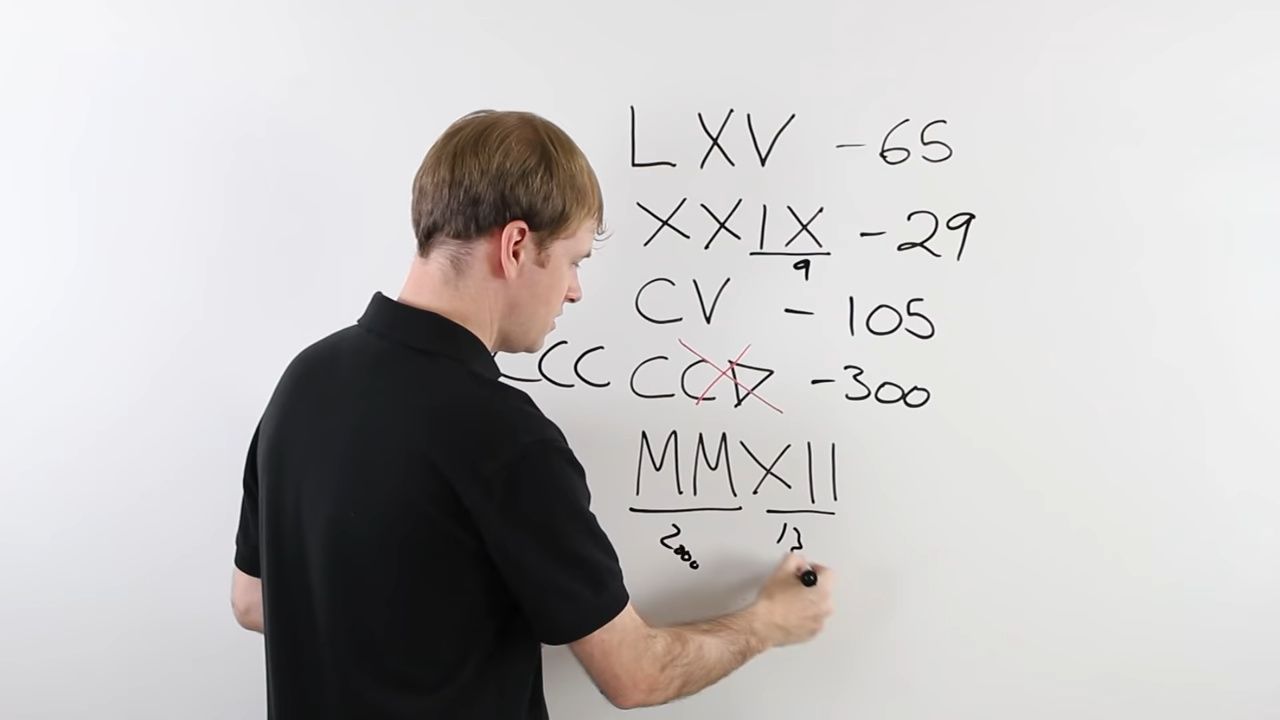 LXV - 65
XXIX - 29
9
CV - 105
CCC CCD - 300
MMXII
2000 12